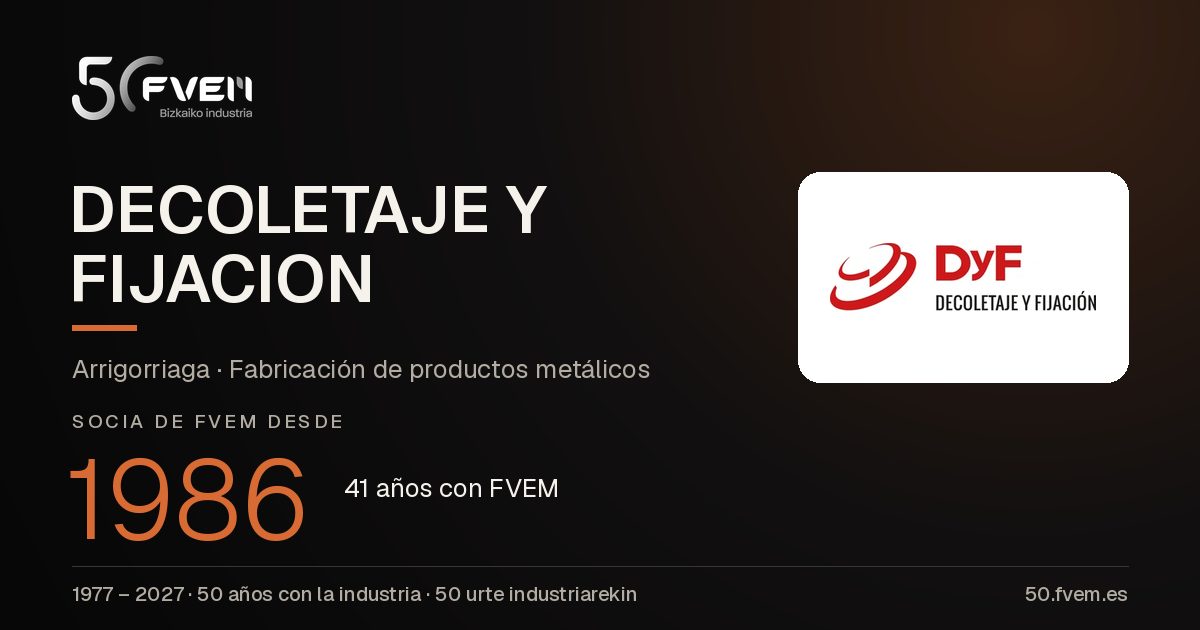 50 FVEM
Bizkaiko industria
DECOLETAJE Y
FIJACION
DyF
DECOLETAJE Y FIJACIÓN
Arrigorriaga · Fabricación de productos metálicos
SOCIA DE FVEM DESDE
1986
41 años con FVEM
1977 – 2027 · 50 años con la industria · 50 urte industriarekin
50.fvem.es